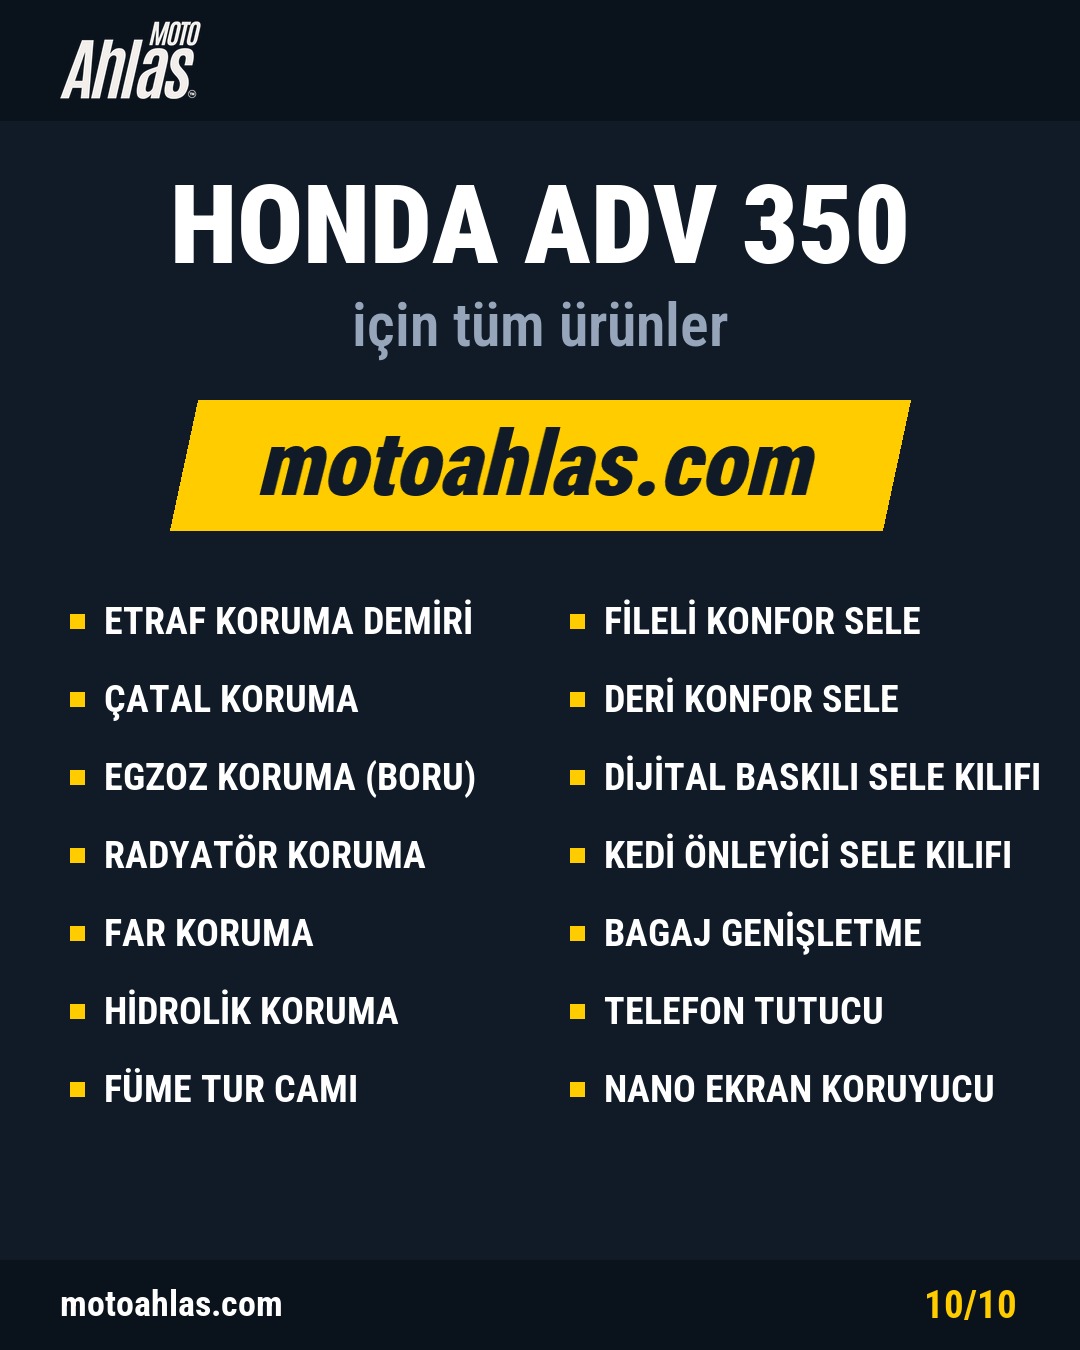 MOTO
Ahlas
HONDA ADV 350
için tüm ürünler
motoahlas.com
ETRAF KORUMA DEMİRİ
ÇATAL KORUMA
EGZOZ KORUMA (BORU)
RADYATÖR KORUMA
FAR KORUMA
HİDROLİK KORUMA
FÜME TUR CAMI
FİLELİ KONFOR SELE
DERİ KONFOR SELE
DİJİTAL BASKILI SELE KILIFI
KEDİ ÖNLEYİCİ SELE KILIFI
BAGAJ GENİŞLETME
TELEFON TUTUCU
NANO EKRAN KORUYUCU
motoahlas.com
10/10